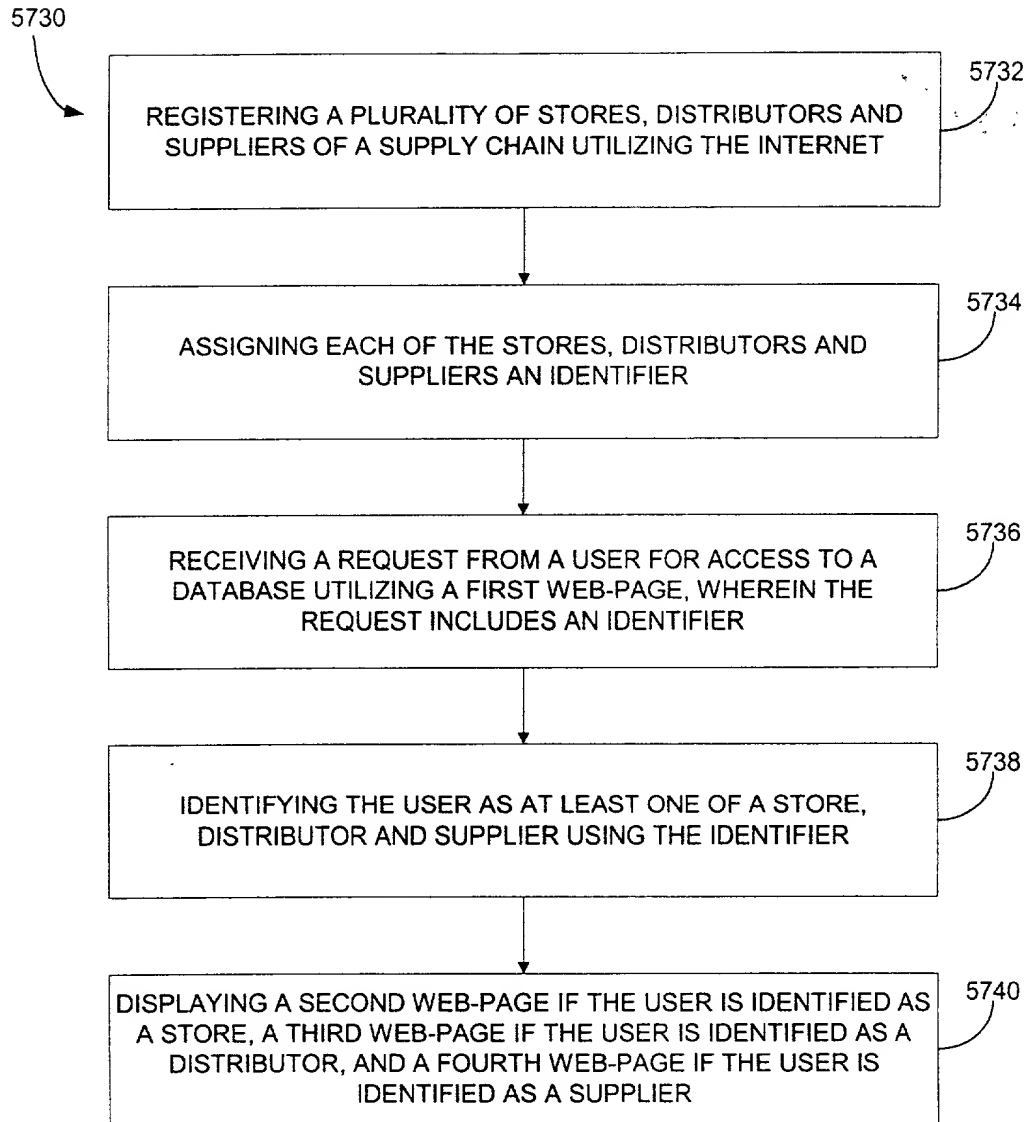 5730
5732
REGISTERING A PLURALITY OF STORES, DISTRIBUTORS AND
SUPPLIERS OF A SUPPLY CHAIN UTILIZING THE INTERNET
5734
ASSIGNING EACH OF THE STORES, DISTRIBUTORS AND
SUPPLIERS AN IDENTIFIER
5736
RECEIVING A REQUEST FROM A USER FOR ACCESS TO A
DATABASE UTILIZING A FIRST WEB-PAGE, WHEREIN THE
REQUEST INCLUDES AN IDENTIFIER
5738
IDENTIFYING THE USER AS AT LEAST ONE OF A STORE,
DISTRIBUTOR AND SUPPLIER USING THE IDENTIFIER
5740
DISPLAYING A SECOND WEB-PAGE IF THE USER IS IDENTIFIED AS
A STORE, A THIRD WEB-PAGE IF THE USER IS IDENTIFIED AS A
DISTRIBUTOR, AND A FOURTH WEB-PAGE IF THE USER IS
IDENTIFIED AS A SUPPLIER